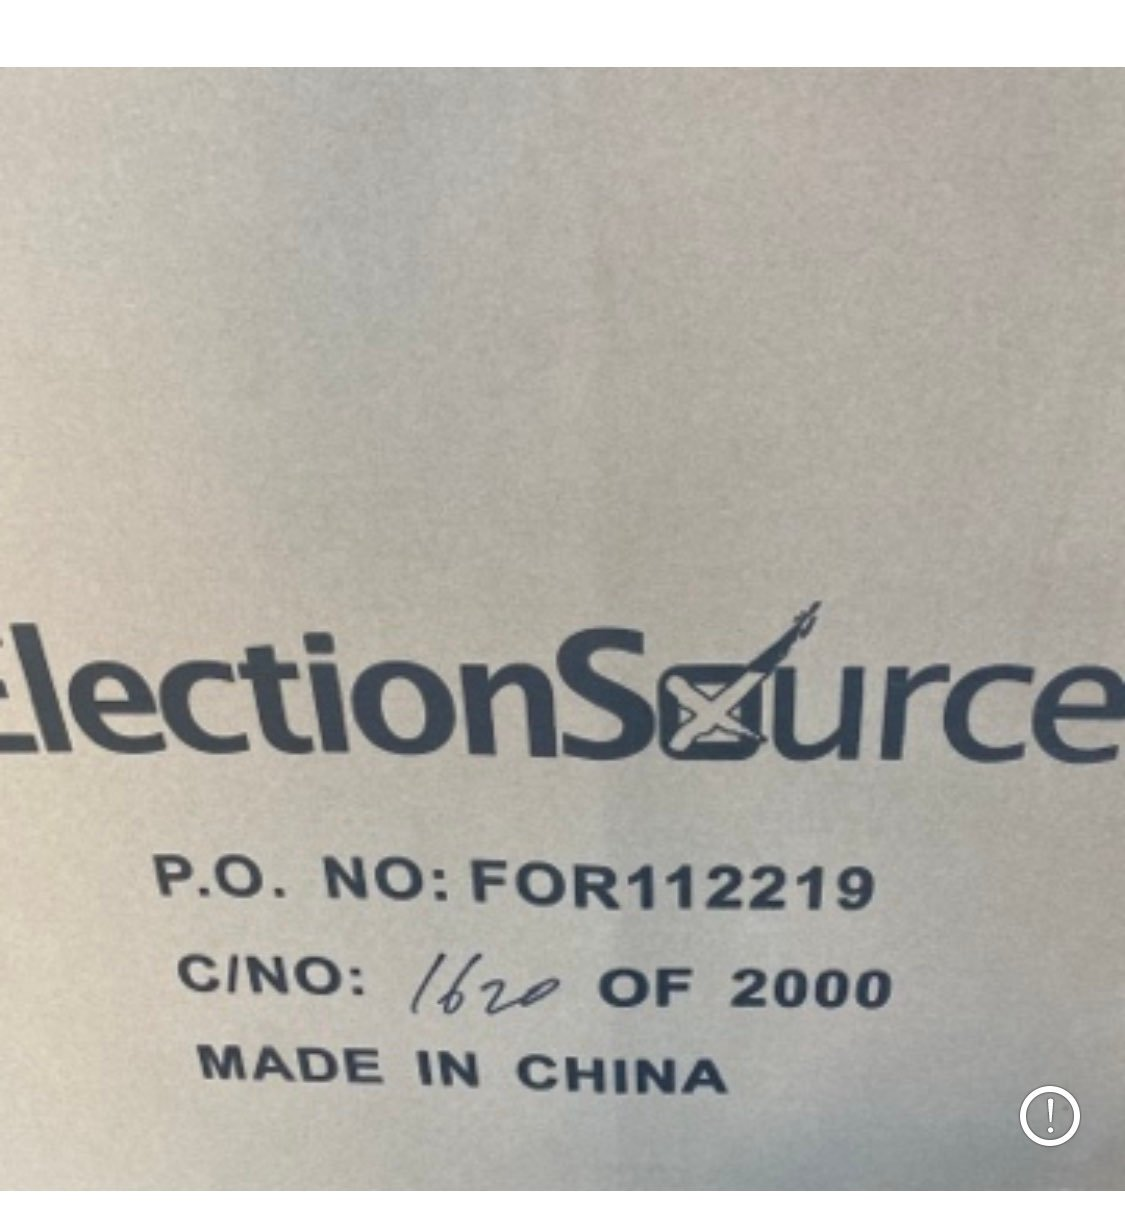 ElectionSource
P.O. NO: FOR112219
C/NO: 1620 OF 2000
MADE IN CHINA